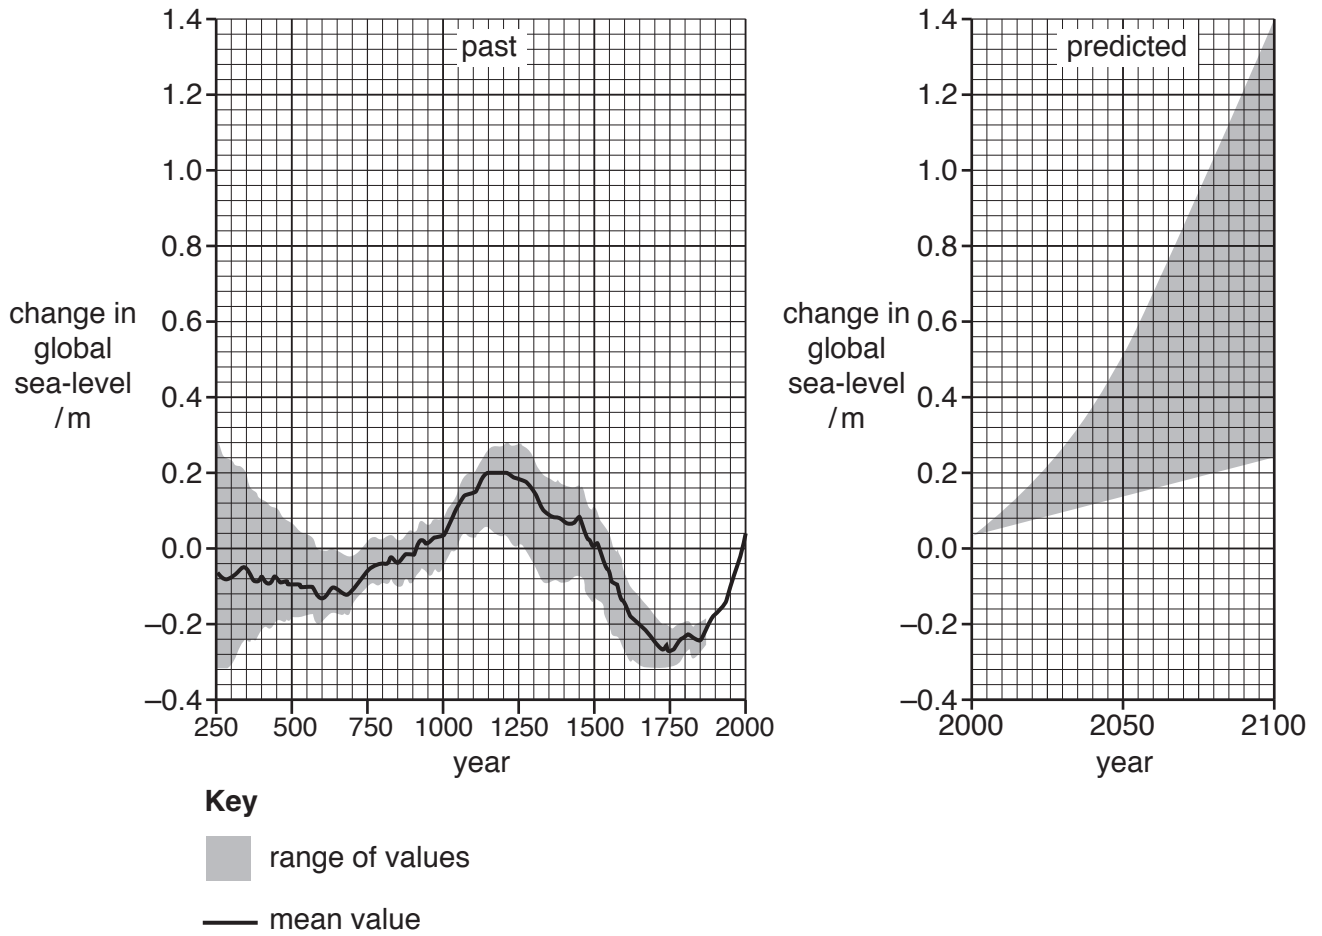 past
1.4
1.2
1.0
0.8
0.6
0.4
0.2
0.0
–0.2
–0.4
change in
global
sea-level
/ m
250 500 750 1000 1250 1500 1750 2000
year
predicted
1.4
1.2
1.0
0.8
0.6
0.4
0.2
0.0
–0.2
–0.4
change in
global
sea-level
/ m
2000 2050 2100
year
Key
range of values
mean value